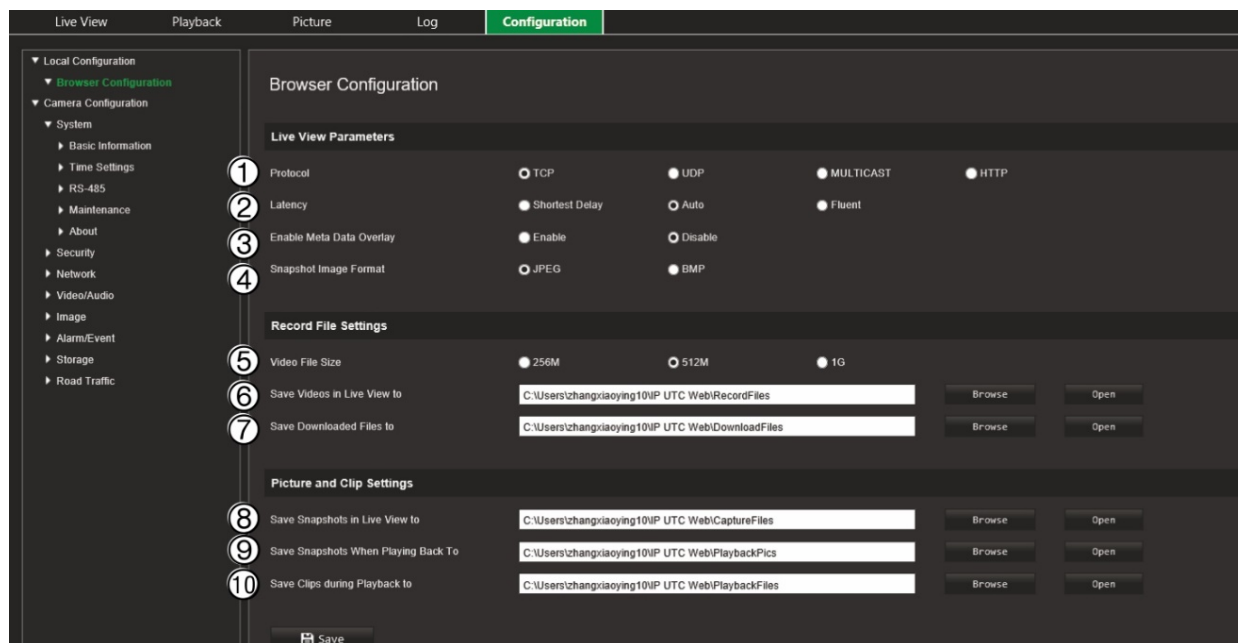 Live View Playback Picture Log Configuration
Local Configuration
Browser Configuration
Camera Configuration
System
Basic Information
Time Settings
RS-485
Maintenance
About
Security
Network
Video/Audio
Image
Alarm/Event
Storage
Road Traffic
Browser Configuration
Live View Parameters
1 Protocol TCP UDP MULTICAST HTTP
2 Latency Shortest Delay Auto Fluent
3 Enable Meta Data Overlay Enable Disable
4 Snapshot Image Format JPEG BMP
Record File Settings
5 Video File Size 256M 512M 1G
6 Save Videos in Live View to C:\Users\zhangxiaoying10\IP UTC Web\RecordFiles Browse Open
7 Save Downloaded Files to C:\Users\zhangxiaoying10\IP UTC Web\DownloadFiles Browse Open
Picture and Clip Settings
8 Save Snapshots in Live View to C:\Users\zhangxiaoying10\IP UTC Web\CaptureFiles Browse Open
9 Save Snapshots When Playing Back To C:\Users\zhangxiaoying10\IP UTC Web\PlaybackPics Browse Open
10 Save Clips during Playback to C:\Users\zhangxiaoying10\IP UTC Web\PlaybackFiles Browse Open
Save